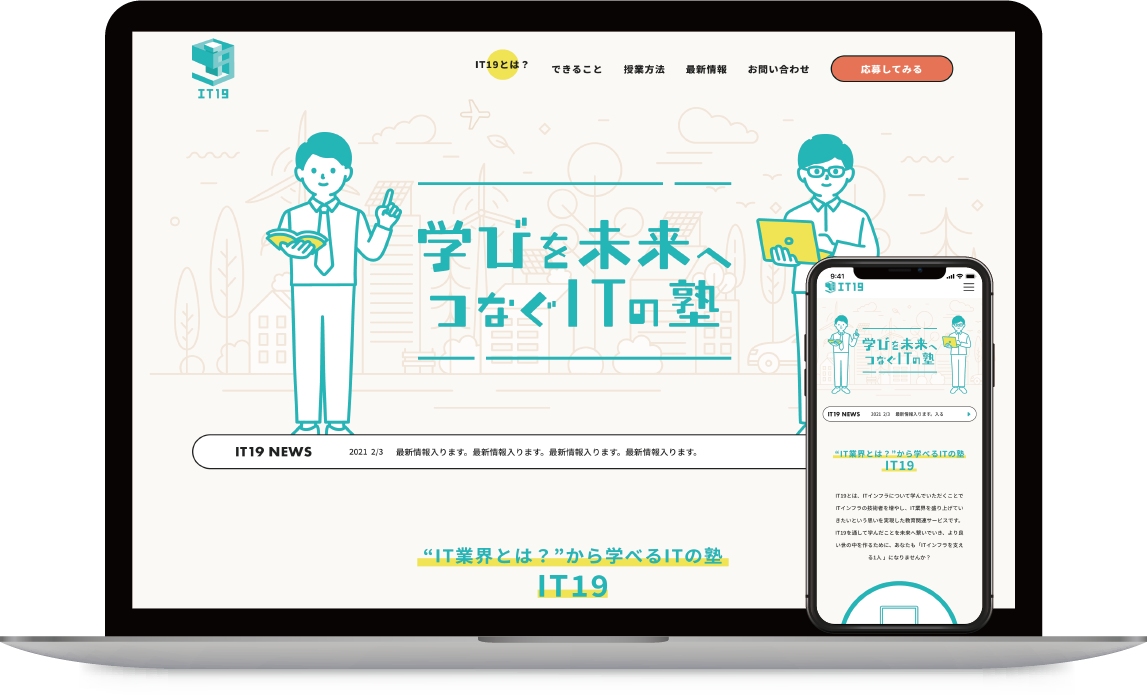 IT19
IT19とは？
できること
授業方法
最新情報
お問い合わせ
応募してみる
学びを未来へ
つなぐITの塾
IT19 NEWS
2021 2/3 最新情報入ります。最新情報入ります。最新情報入ります。最新情報入ります。
“IT業界とは？”から学べるITの塾
IT19
9:41
IT19
学びを未来へ
つなぐITの塾
IT19 NEWS
2021 2/3 最新情報入ります。入る
“IT業界とは？”から学べるITの塾
IT19
IT19とは、ITインフラについて学んでいただくことで
ITインフラの技術者を増やし、IT業界を盛り上げてい
きたいという思いを実現した教育関連サービスです。
IT19を通して学んだことを未来へ繋いでいき、より良
い世の中を作るために、あなたも「ITインフラを支え
る1人」になりませんか？